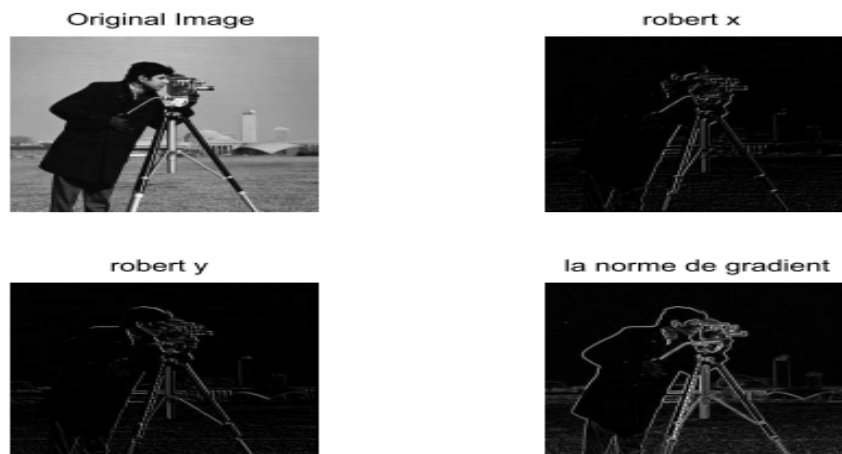 Original Image
robert x
robert y
la norme de gradient